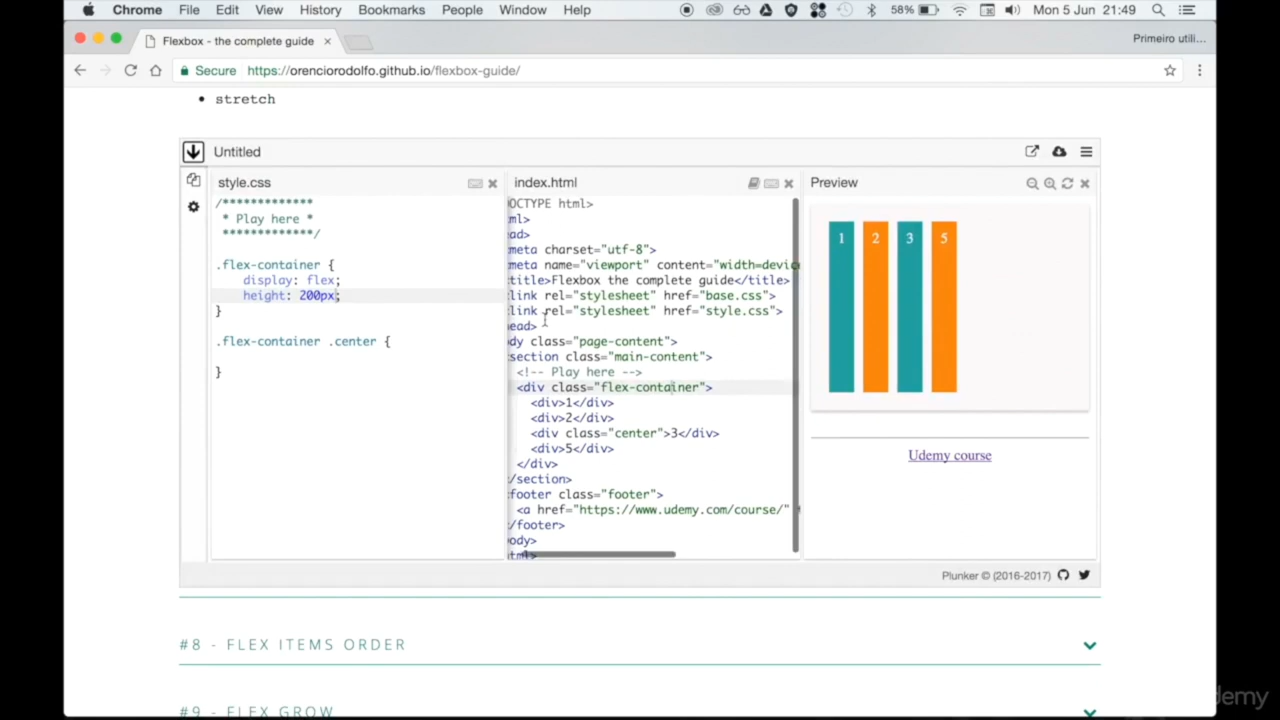 Chrome File Edit View History Bookmarks People Window Help 58% Mon 5 Jun 21:49
Flexbox - the complete guide Primeiro utili...
Secure https://orenciorodolfo.github.io/flexbox-guide/
• stretch
Untitled
style.css
/*************
* Play here *
*************/
.flex-container {
display: flex;
height: 200px;
}
.flex-container .center {
}
index.html
OCTYPE html>
ml>
ead>
meta charset="utf-8">
meta name="viewport" content="width=devic
title>Flexbox the complete guide</title>
link rel="stylesheet" href="base.css">
link rel="stylesheet" href="style.css">
head>
ody class="page-content">
section class="main-content">
<!-- Play here -->
<div class="flex-container">
<div>1</div>
<div>2</div>
<div class="center">3</div>
<div>5</div>
</div>
/section>
footer class="footer">
<a href="https://www.udemy.com/course/"
/footer>
body>
html>
Preview
1 2 3 5
Udemy course
Plunker © (2016-2017)
#8 - FLEX ITEMS ORDER
#9 - FLEX GROW
demy